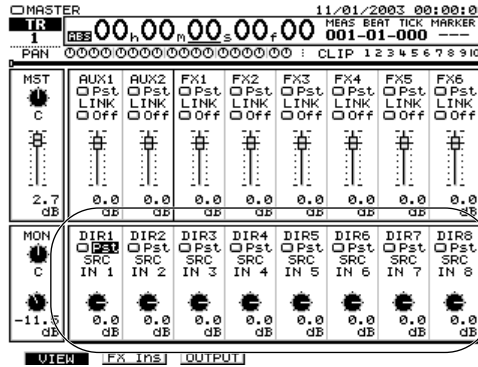 MASTER 11/01/2003 00:00:0
TR 1 ABS 00h00m00s00f00 MEAS BEAT TICK MARKER
001-01-000 ---
PAN CLIP 1 2 3 4 5 6 7 8 9 10
MST AUX1 AUX2 FX1 FX2 FX3 FX4 FX5 FX6
Pst Pst Pst Pst Pst Pst Pst Pst
LINK LINK LINK LINK LINK LINK LINK LINK
C Off Off Off Off Off Off Off Off
2.7 0.0 0.0 0.0 0.0 0.0 0.0 0.0 0.0
dB dB dB dB dB dB dB dB dB
MON DIR1 DIR2 DIR3 DIR4 DIR5 DIR6 DIR7 DIR8
Pst Pst Pst Pst Pst Pst Pst Pst
SRC SRC SRC SRC SRC SRC SRC SRC
C IN 1 IN 2 IN 3 IN 4 IN 5 IN 6 IN 7 IN 8
-11.5 0.0 0.0 0.0 0.0 0.0 0.0 0.0 0.0
dB dB dB dB dB dB dB dB dB
VIEW FX Ins OUTPUT